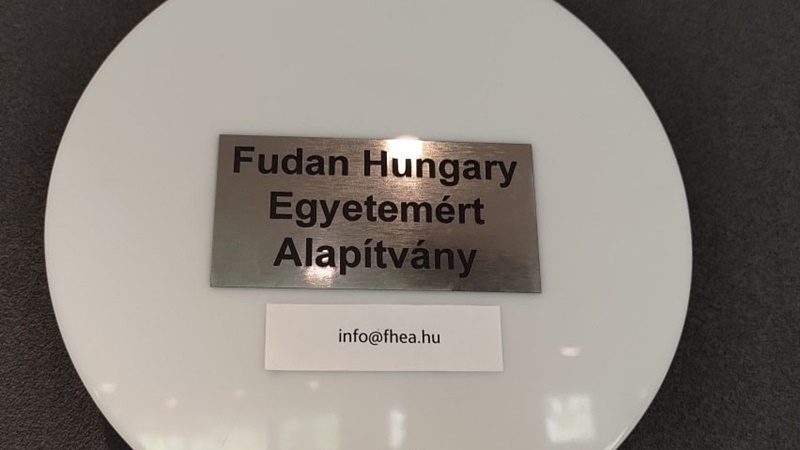 Fudan Hungary
Egyetemért
Alapítvány
info@fhea.hu